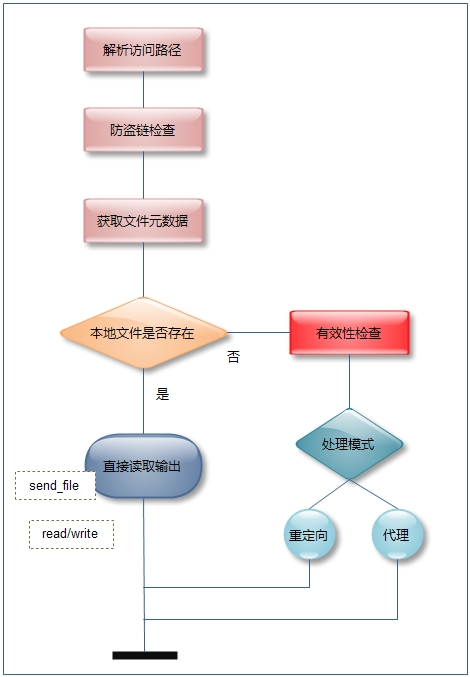 解析访问路径
防盗链检查
获取文件元数据
本地文件是否存在
有效性检查
否
是
处理模式
直接读取输出
send_file
read/write
重定向
代理